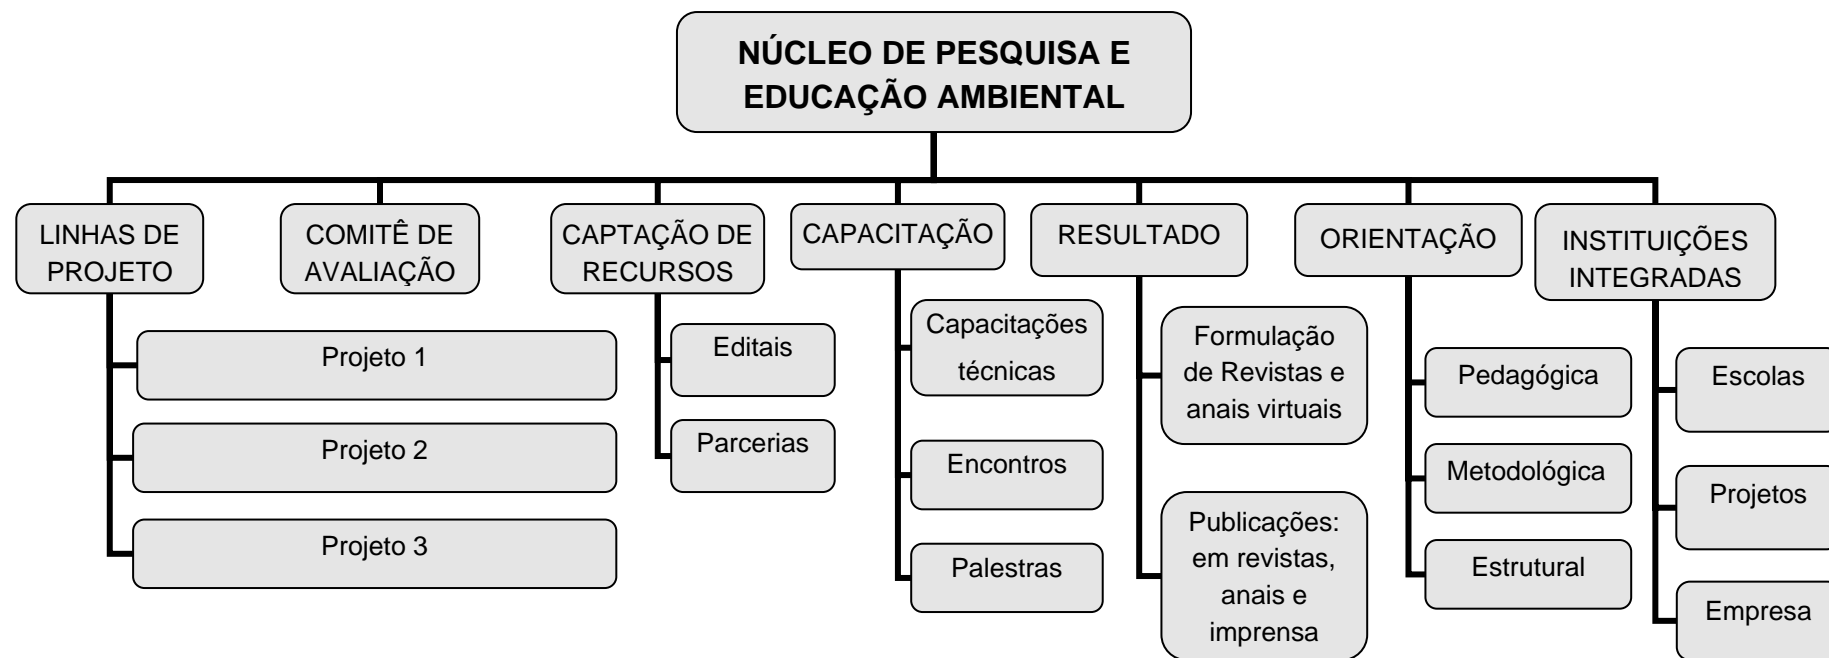 NÚCLEO DE PESQUISA E
EDUCAÇÃO AMBIENTAL
LINHAS DE
PROJETO
COMITÊ DE
AVALIAÇÃO
CAPTAÇÃO DE
RECURSOS
CAPACITAÇÃO
RESULTADO
ORIENTAÇÃO
INSTITUIÇÕES
INTEGRADAS
Projeto 1
Projeto 2
Projeto 3
Editais
Parcerias
Capacitações
técnicas
Encontros
Palestras
Formulação
de Revistas e
anais virtuais
Publicações:
em revistas,
anais e
imprensa
Pedagógica
Metodológica
Estrutural
Escolas
Projetos
Empresa